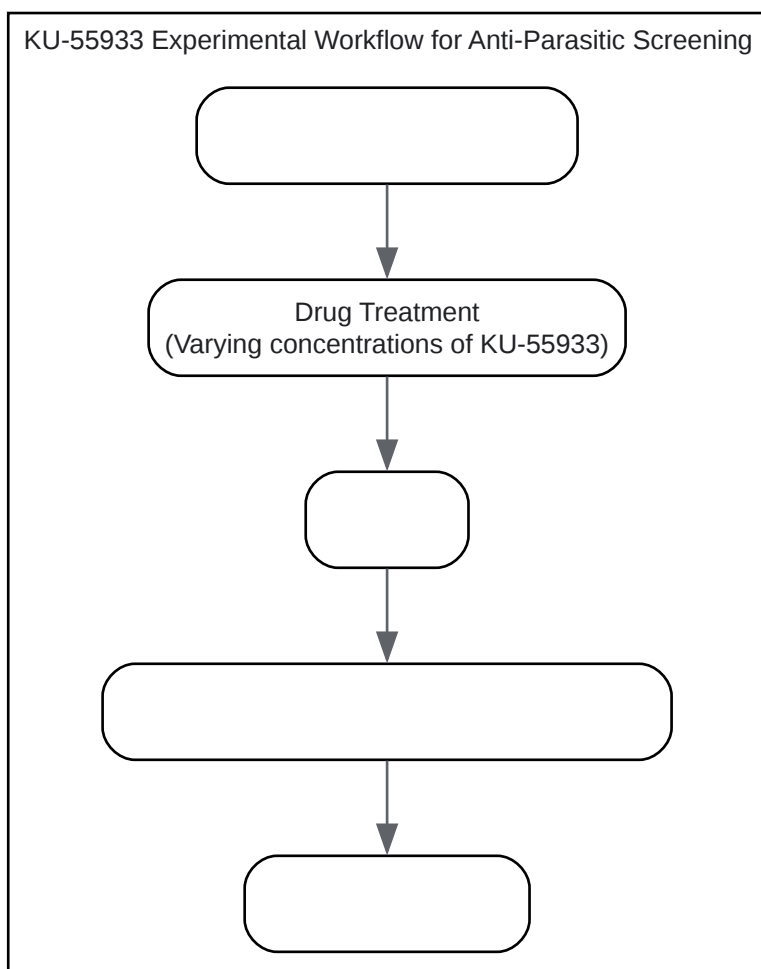 KU-55933 Experimental Workflow for Anti-Parasitic Screening
Drug Treatment
(Varying concentrations of KU-55933)